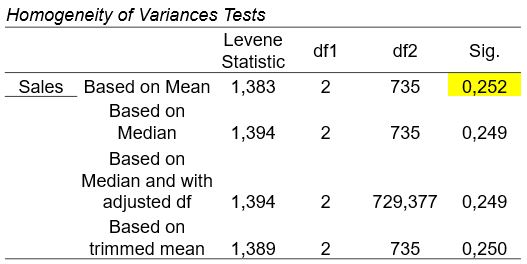 Homogeneity of Variances Tests
Levene
Statistic df1 df2 Sig.
Sales Based on Mean 1,383 2 735 0,252
Based on
Median 1,394 2 735 0,249
Based on
Median and with
adjusted df 1,394 2 729,377 0,249
Based on
trimmed mean 1,389 2 735 0,250